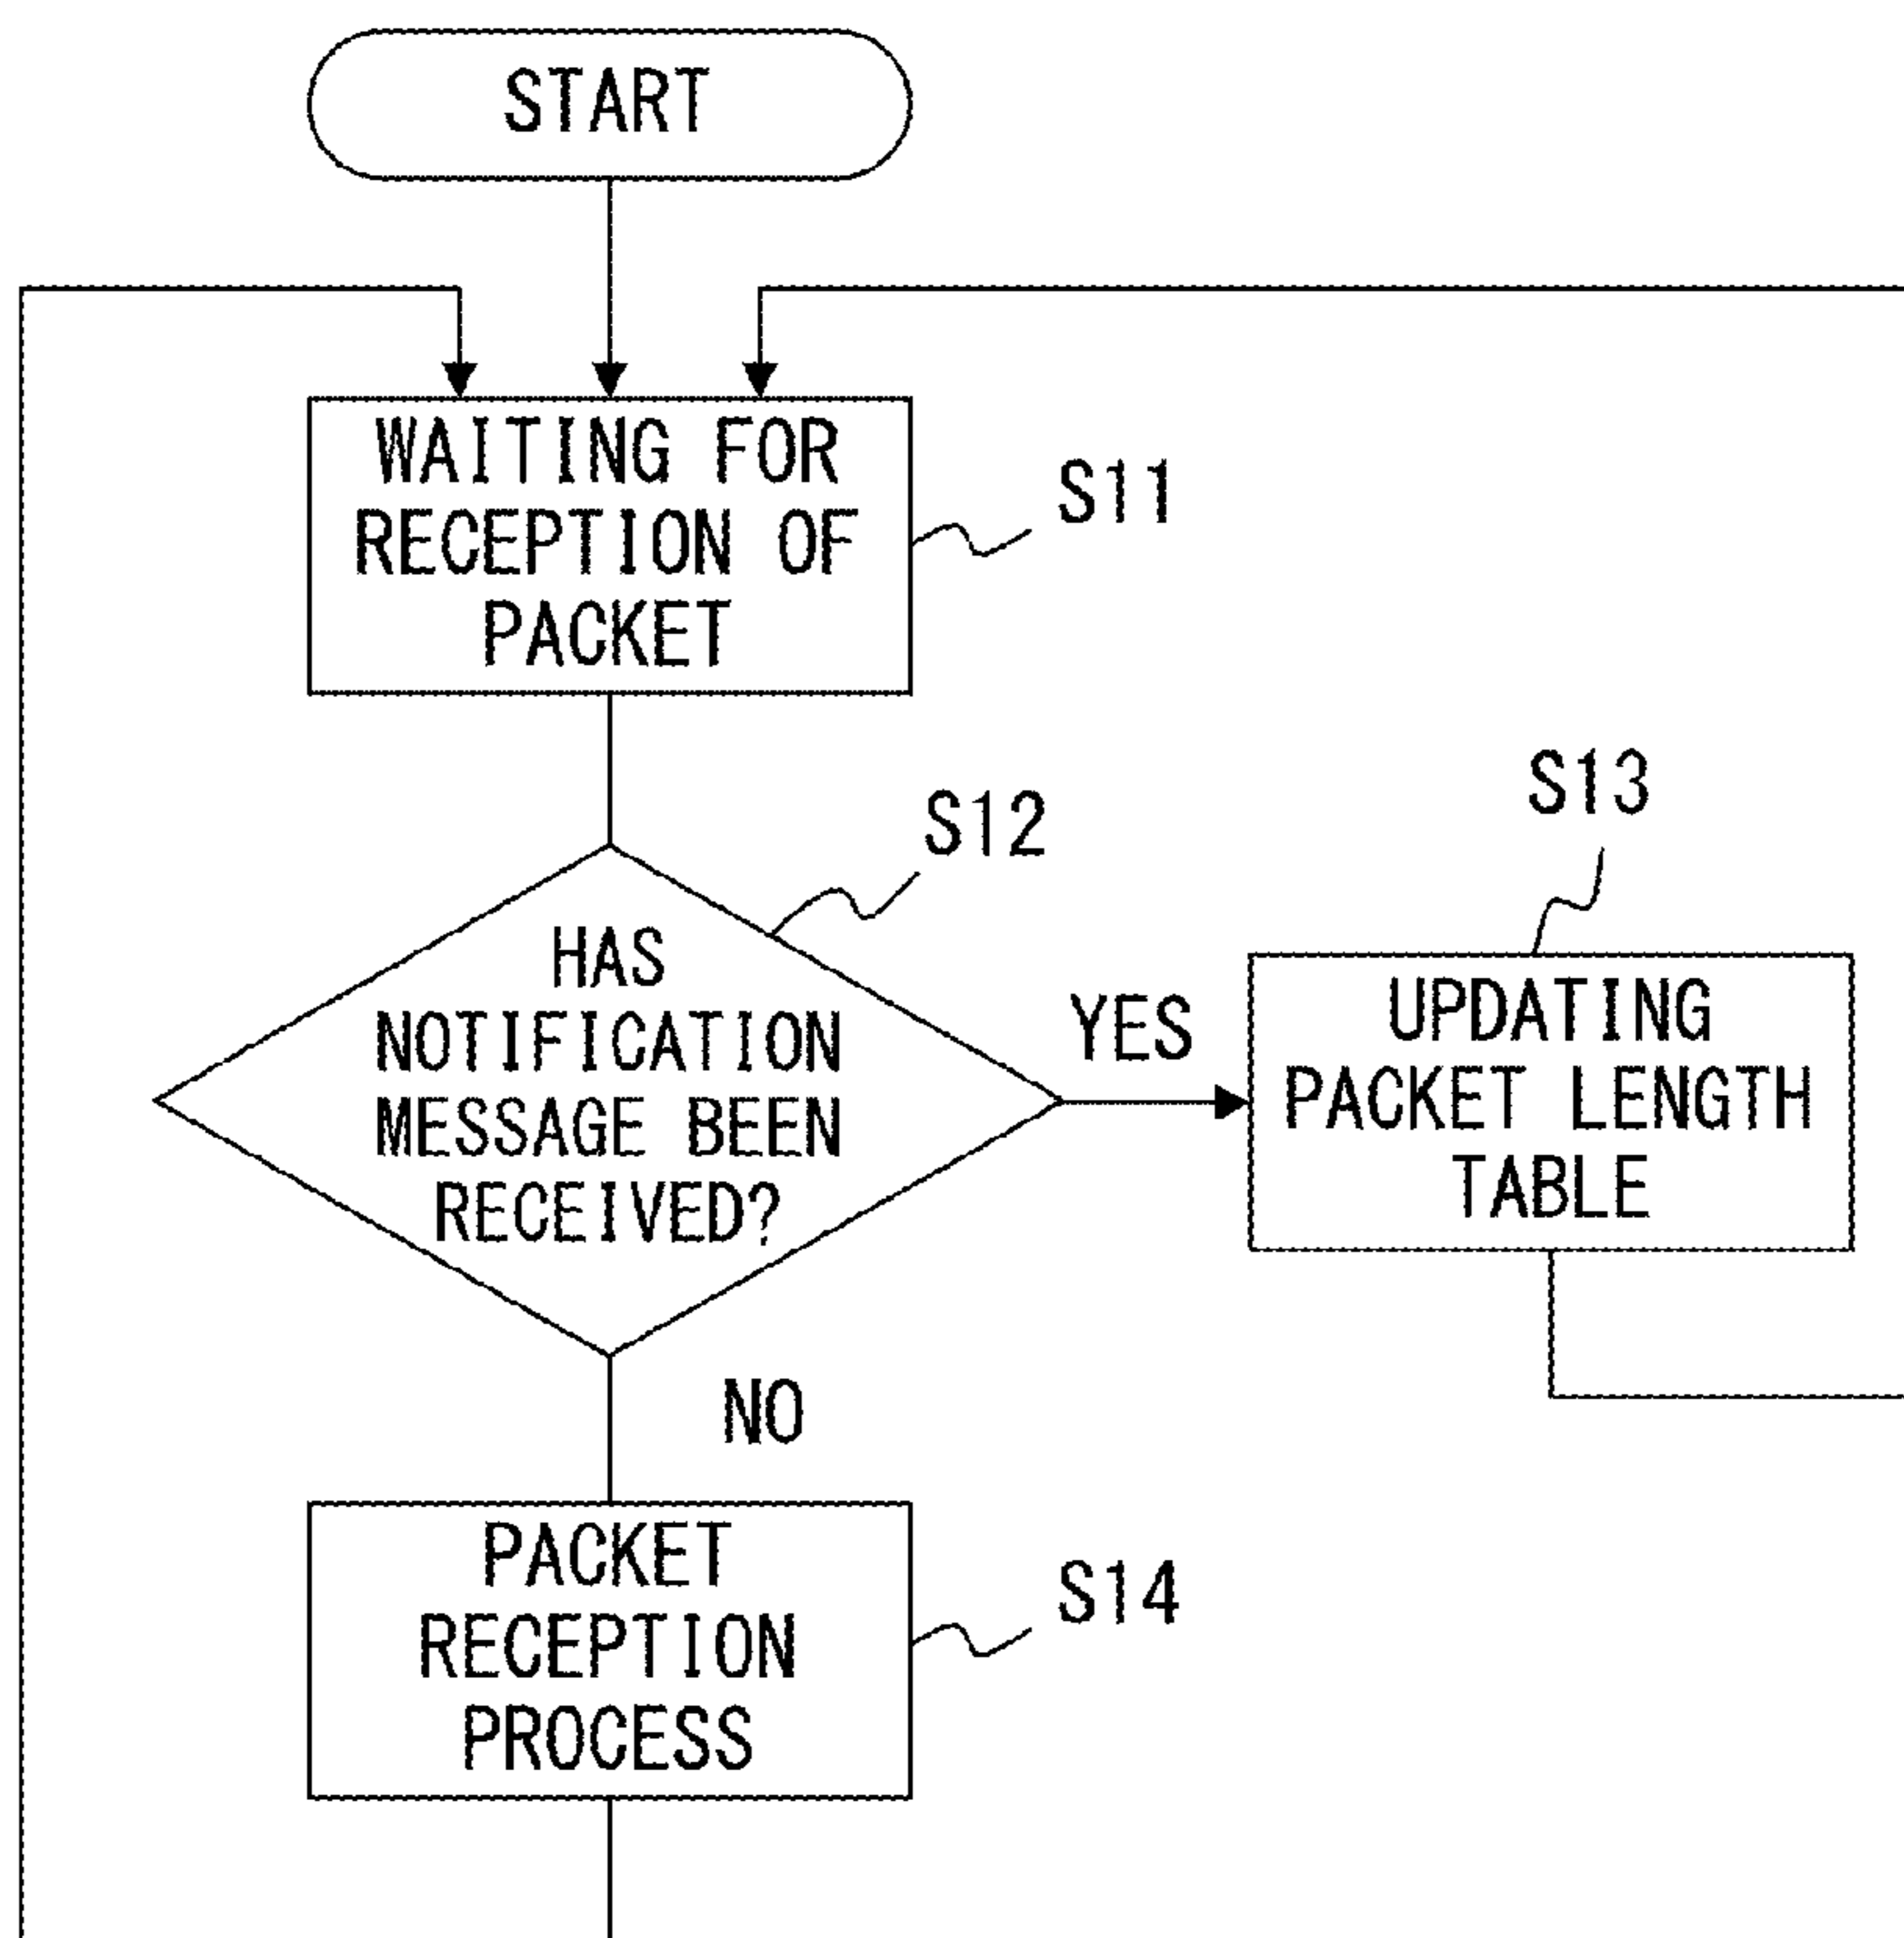 START
WAITING FOR
RECEPTION OF
PACKET
S11
S12
HAS
NOTIFICATION
MESSAGE BEEN
RECEIVED?
YES
S13
UPDATING
PACKET LENGTH
TABLE
NO
PACKET
RECEPTION
PROCESS
S14